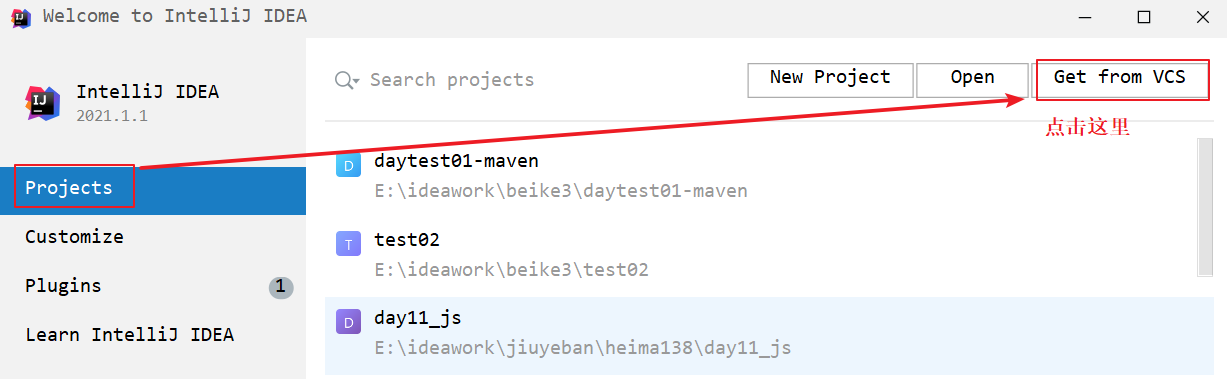 Welcome to IntelliJ IDEA
IntelliJ IDEA
2021.1.1
Projects
Customize
Plugins 1
Learn IntelliJ IDEA
Search projects
New Project
Open
Get from VCS
点击这里
D daytest01-maven
E:\ideawork\beike3\daytest01-maven
T test02
E:\ideawork\beike3\test02
D day11_js
E:\ideawork\jiuyeban\heima138\day11_js